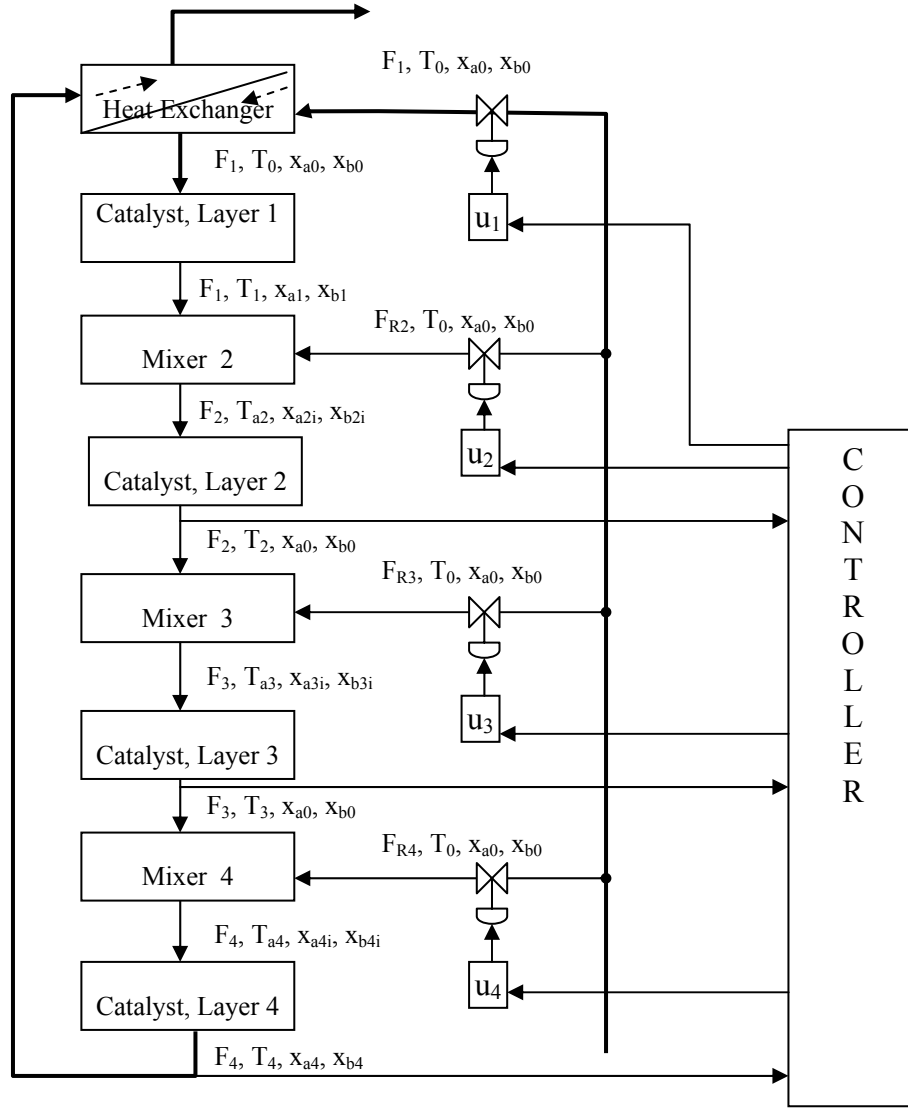 F1, T0, xa0, xb0
Heat Exchanger
F1, T0, xa0, xb0
Catalyst, Layer 1
u1
F1, T1, xa1, xb1
FR2, T0, xa0, xb0
Mixer 2
F2, Ta2, xa2i, xb2i
u2
Catalyst, Layer 2
F2, T2, xa0, xb0
FR3, T0, xa0, xb0
Mixer 3
F3, Ta3, xa3i, xb3i
u3
Catalyst, Layer 3
F3, T3, xa0, xb0
FR4, T0, xa0, xb0
Mixer 4
F4, Ta4, xa4i, xb4i
u4
Catalyst, Layer 4
F4, T4, xa4, xb4
C
O
N
T
R
O
L
L
E
R